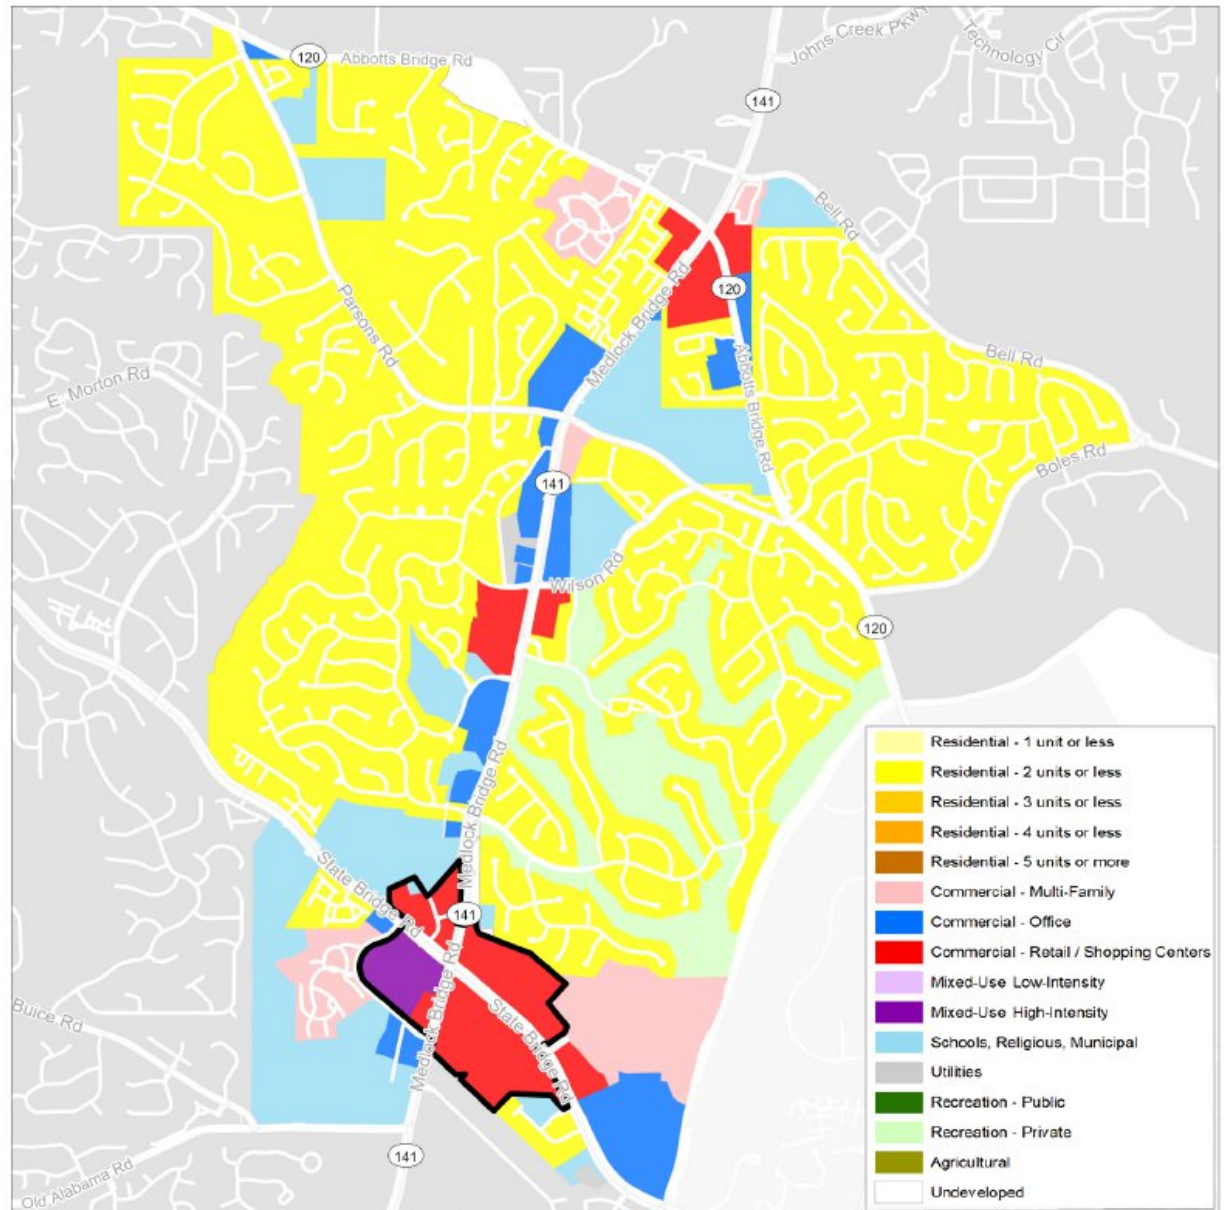 Johns Creek Pkwy
Technology Cir
120
Abbotts Bridge Rd
141
Bell Rd
120
Parsons Rd
Medlock Bridge Rd
Bell Rd
E. Morton Rd
Abbotts Bridge Rd
Boles Rd
141
Wilson Rd
120
Medlock Bridge Rd
State Bridge Rd
141
Medlock Bridge Rd
State Bridge Rd
Buice Rd
141
Old Alabama Rd
Residential - 1 unit or less
Residential - 2 units or less
Residential - 3 units or less
Residential - 4 units or less
Residential - 5 units or more
Commercial - Multi-Family
Commercial - Office
Commercial - Retail / Shopping Centers
Mixed-Use Low-Intensity
Mixed-Use High-Intensity
Schools, Religious, Municipal
Utilities
Recreation - Public
Recreation - Private
Agricultural
Undeveloped